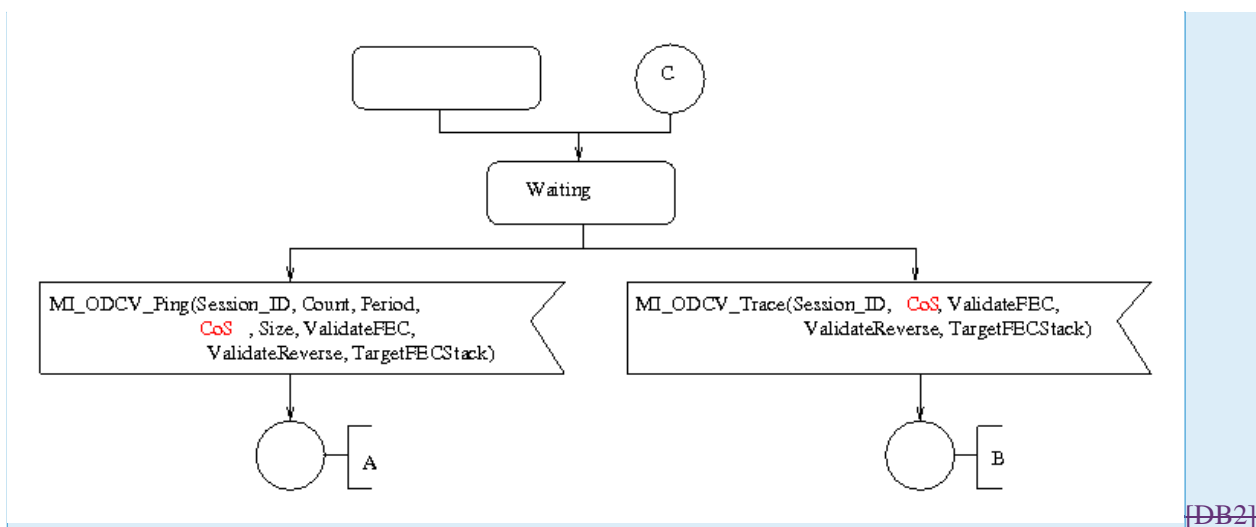 C
Waiting
MI_ODCV_Ping(Session_ID, Count, Period,
CoS , Size, ValidateFEC,
ValidateReverse, TargetFECStack)
MI_ODCV_Trace(Session_ID, CoS, ValidateFEC,
ValidateReverse, TargetFECStack)
A
B
[DB2]